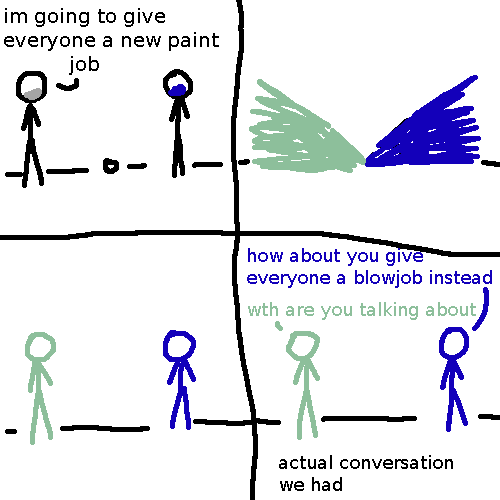 im going to give
everyone a new paint
job
how about you give
everyone a blowjob instead
wth are you talking about
actual conversation
we had